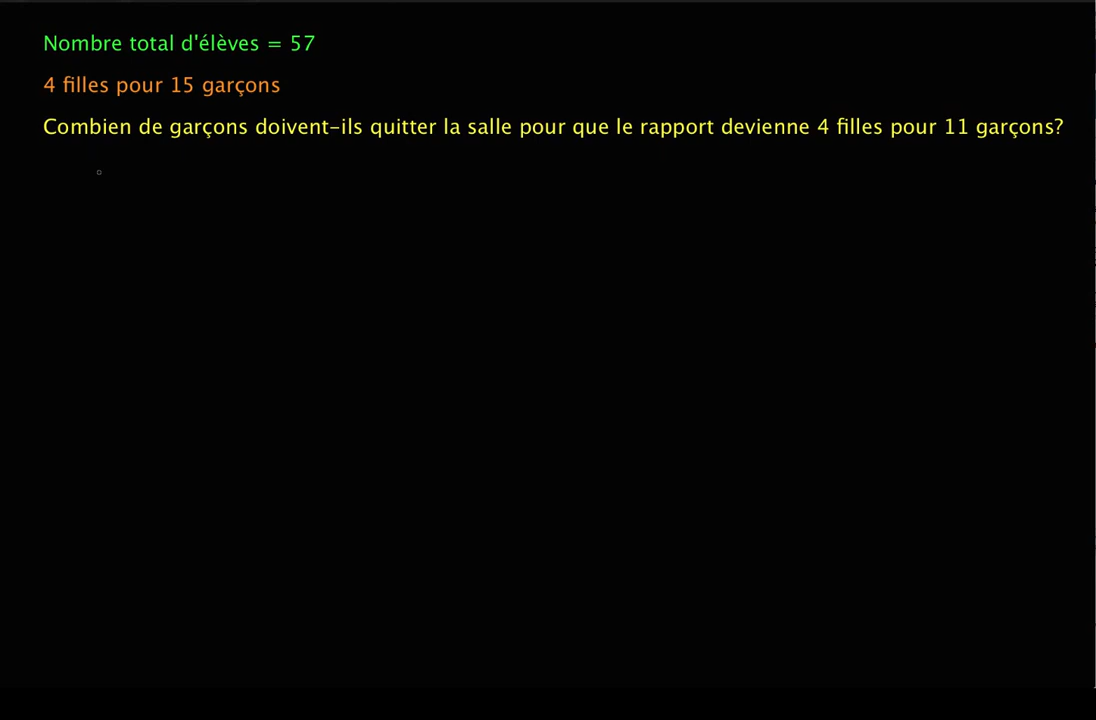 Nombre total d'élèves = 57
4 filles pour 15 garçons
Combien de garçons doivent-ils quitter la salle pour que le rapport devienne 4 filles pour 11 garçons?